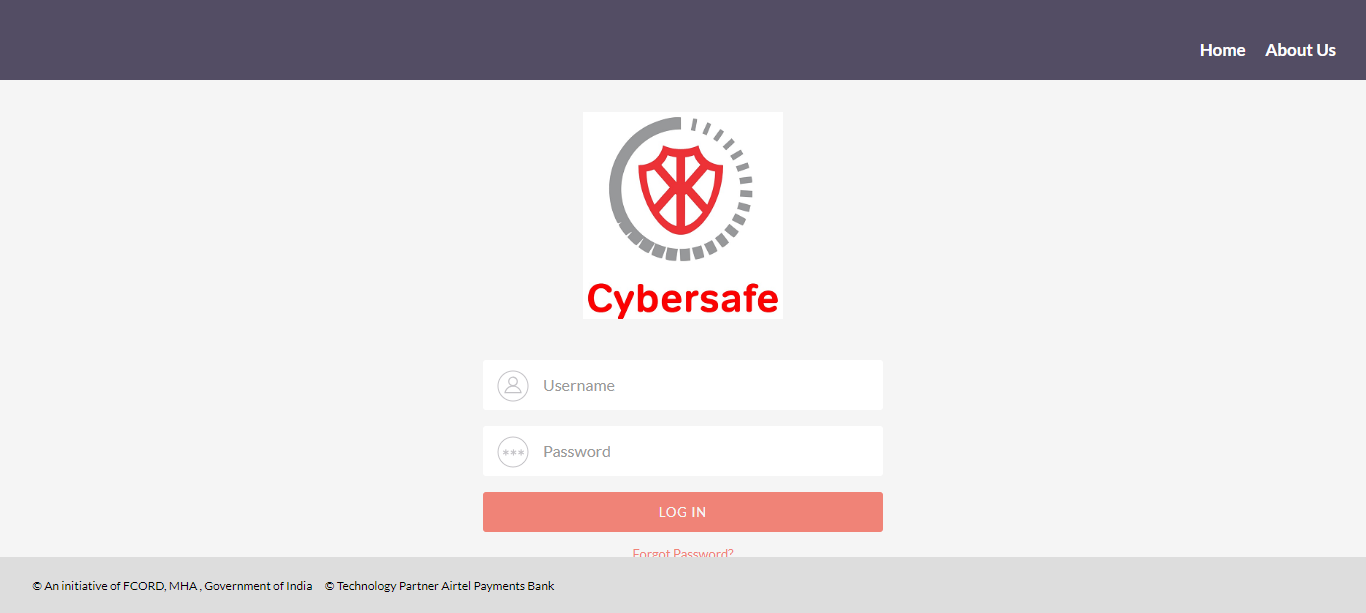 Home About Us
Cybersafe
Username
*** Password
LOG IN
Forgot Password?
© An initiative of FCORD, MHA , Government of India © Technology Partner Airtel Payments Bank